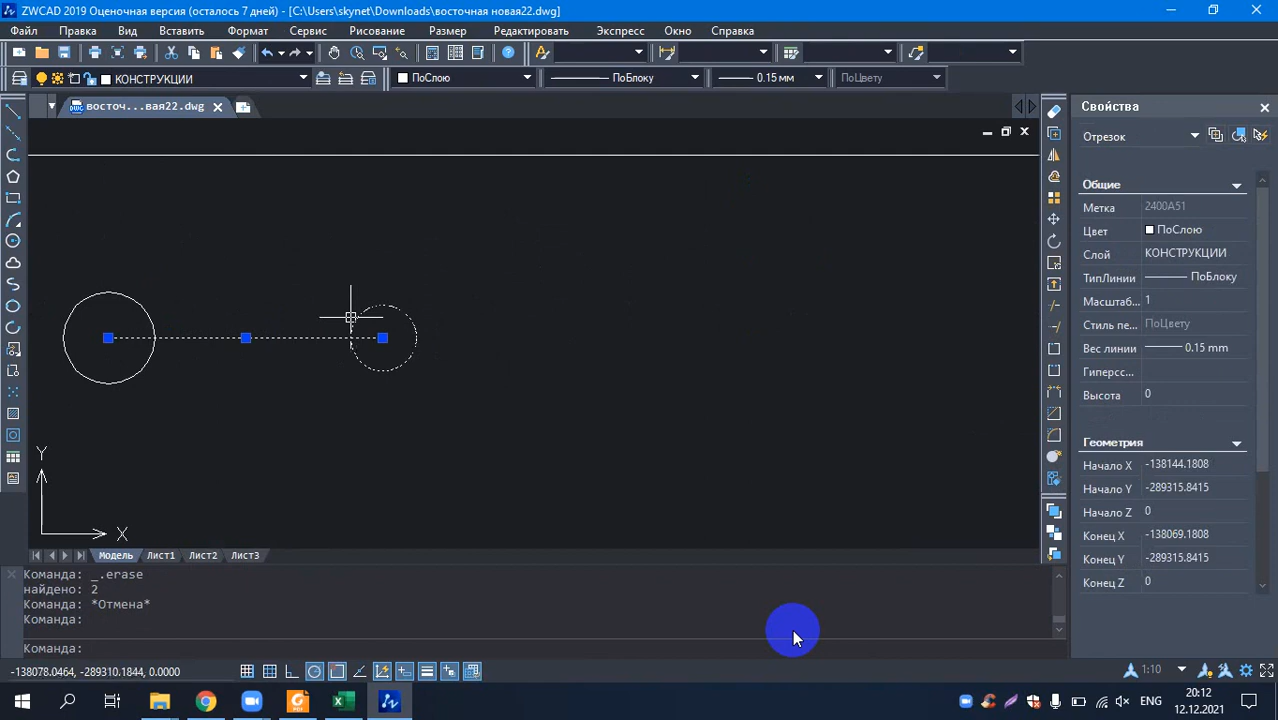 ZWCAD 2019 Оценочная версия (осталось 7 дней) - [C:\Users\skynet\Downloads\восточная новая22.dwg]
Файл Правка Вид Вставить Формат Сервис Рисование Размер Редактировать Экспресс Окно Справка
КОНСТРУКЦИИ ПоСлою ПоБлоку 0.15 мм ПоЦвету
восточ...вая22.dwg
Свойства
Отрезок
Общие
Метка 2400A51
Цвет ПоСлою
Слой КОНСТРУКЦИИ
ТипЛинии ПоБлоку
Масштаб... 1
Стиль пе... ПоЦвету
Вес линии 0.15 mm
Гиперсс...
Высота 0
Геометрия
Начало X -138144.1808
Начало Y -289315.8415
Начало Z 0
Конец X -138069.1808
Конец Y -289315.8415
Конец Z 0
Y
X
Модель Лист1 Лист2 Лист3
Команда: _.erase
найдено: 2
Команда: *Отмена*
Команда:
Команда:
-138078.0464, -289310.1844, 0.0000
1:10
ENG
20:12
12.12.2021